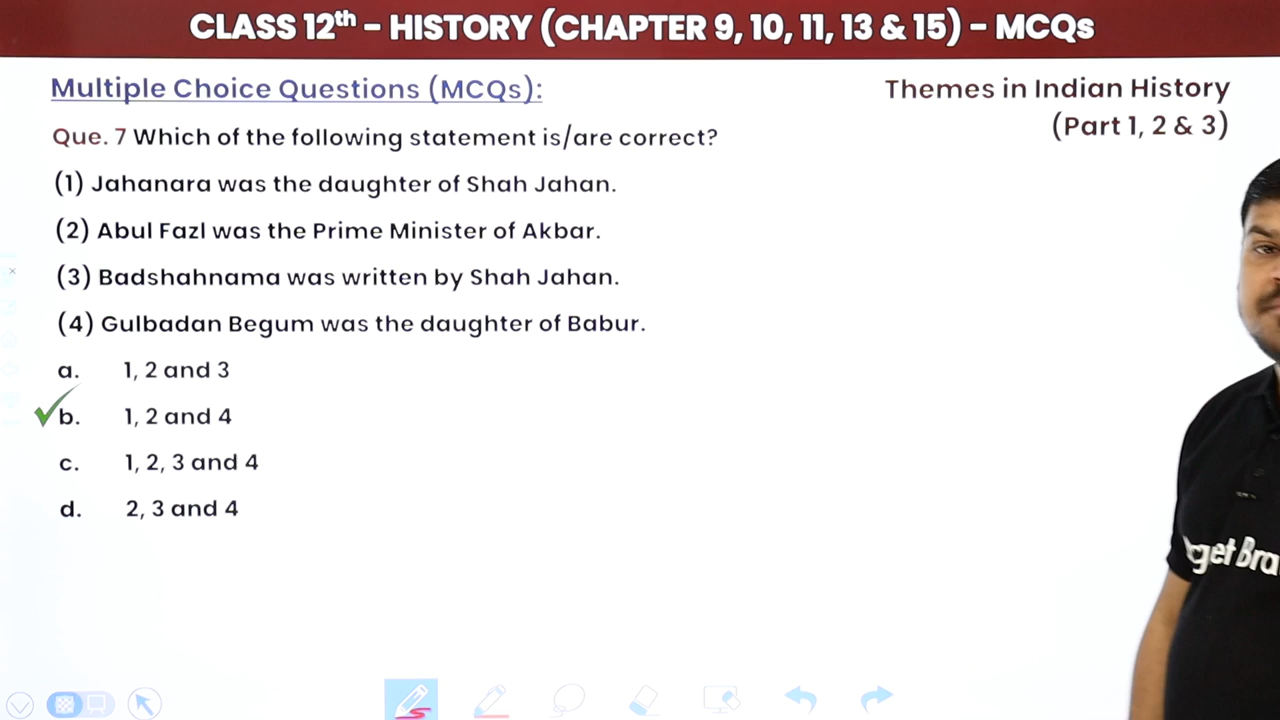 CLASS 12th - HISTORY (CHAPTER 9, 10, 11, 13 & 15) - MCQs
Multiple Choice Questions (MCQs):
Themes in Indian History
(Part 1, 2 & 3)
Que. 7 Which of the following statement is/are correct?
(1) Jahanara was the daughter of Shah Jahan.
(2) Abul Fazl was the Prime Minister of Akbar.
(3) Badshahnama was written by Shah Jahan.
(4) Gulbadan Begum was the daughter of Babur.
a. 1, 2 and 3
b. 1, 2 and 4
c. 1, 2, 3 and 4
d. 2, 3 and 4